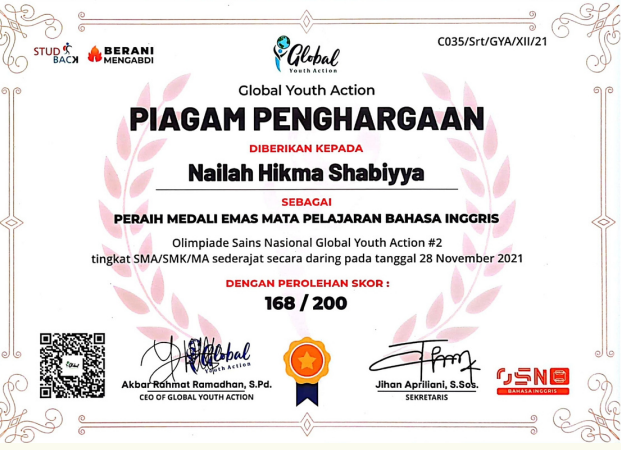 STUD
BACK
BERANI
MENGABDI
Global
Youth Action
C035/Srt/GYA/XII/21
Global Youth Action
PIAGAM PENGHARGAAN
DIBERIKAN KEPADA
Nailah Hikma Shabiyya
SEBAGAI
PERAIH MEDALI EMAS MATA PELAJARAN BAHASA INGGRIS
Olimpiade Sains Nasional Global Youth Action #2
tingkat SMA/SMK/MA sederajat secara daring pada tanggal 28 November 2021
DENGAN PEROLEHAN SKOR :
168 / 200
Global
Youth Action
Akbar Rahmat Ramadhan, S.Pd.
CEO OF GLOBAL YOUTH ACTION
Jihan Apriliani, S.Sos.
SEKRETARIS
OSN
BAHASA INGGRIS